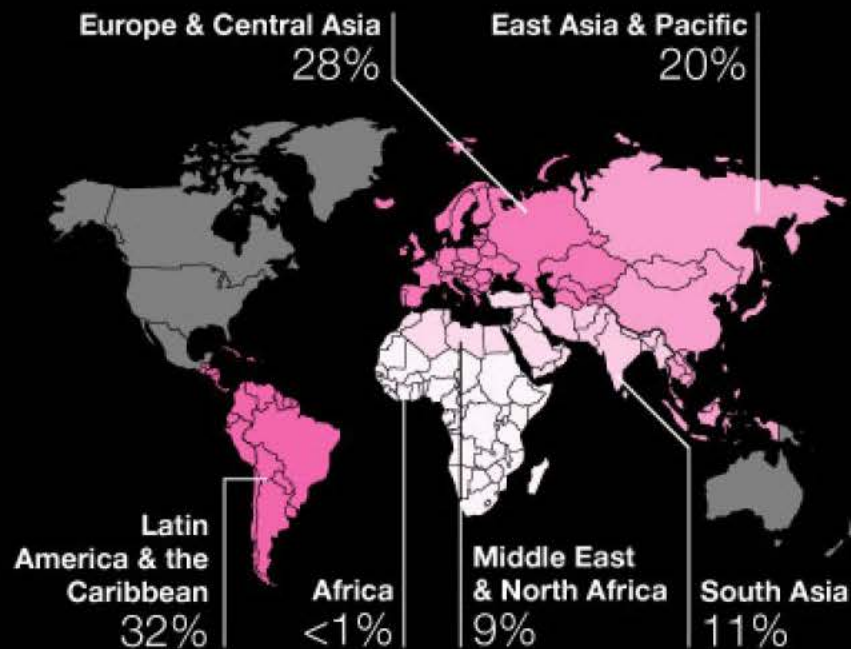 Europe & Central Asia
28%
East Asia & Pacific
20%
Latin
America & the
Caribbean
32%
Africa
<1%
Middle East
& North Africa
9%
South Asia
11%